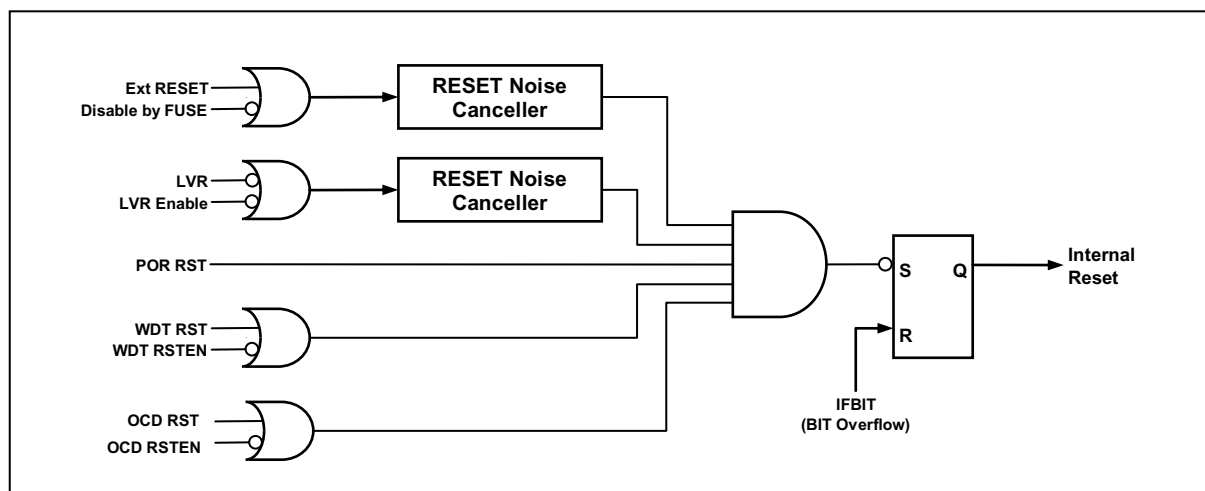 Ext RESET
Disable by FUSE
RESET Noise
Canceller
LVR
LVR Enable
RESET Noise
Canceller
POR RST
WDT RST
WDT RSTEN
OCD RST
OCD RSTEN
S
Q
R
Internal
Reset
IFBIT
(BIT Overflow)